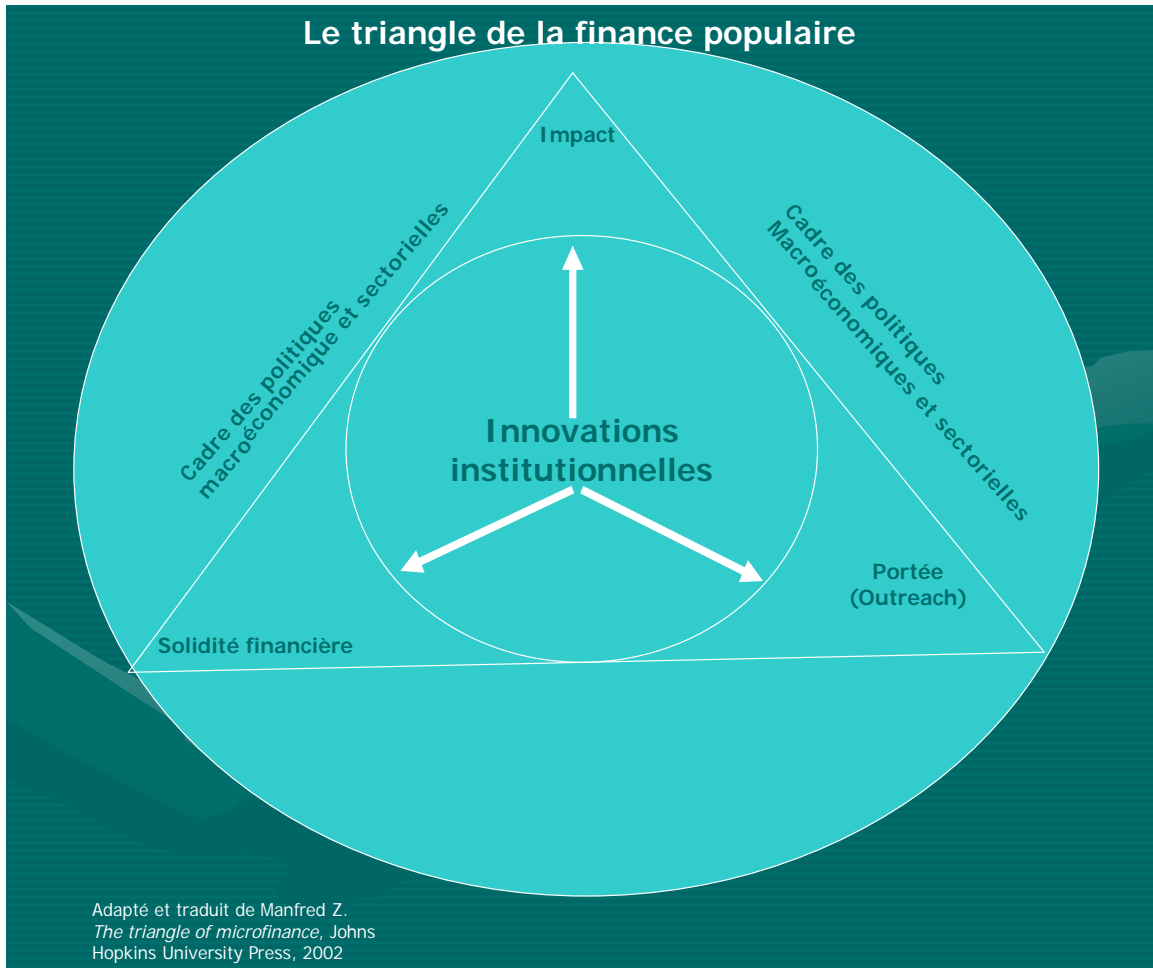 Le triangle de la finance populaire
Impact
Cadre des politiques
macroéconomique et sectorielles
Cadre des politiques
Macroéconomiques et sectorielles
Innovations
institutionnelles
Portée
(Outreach)
Solidité financière
Adapté et traduit de Manfred Z.
The triangle of microfinance, Johns
Hopkins University Press, 2002